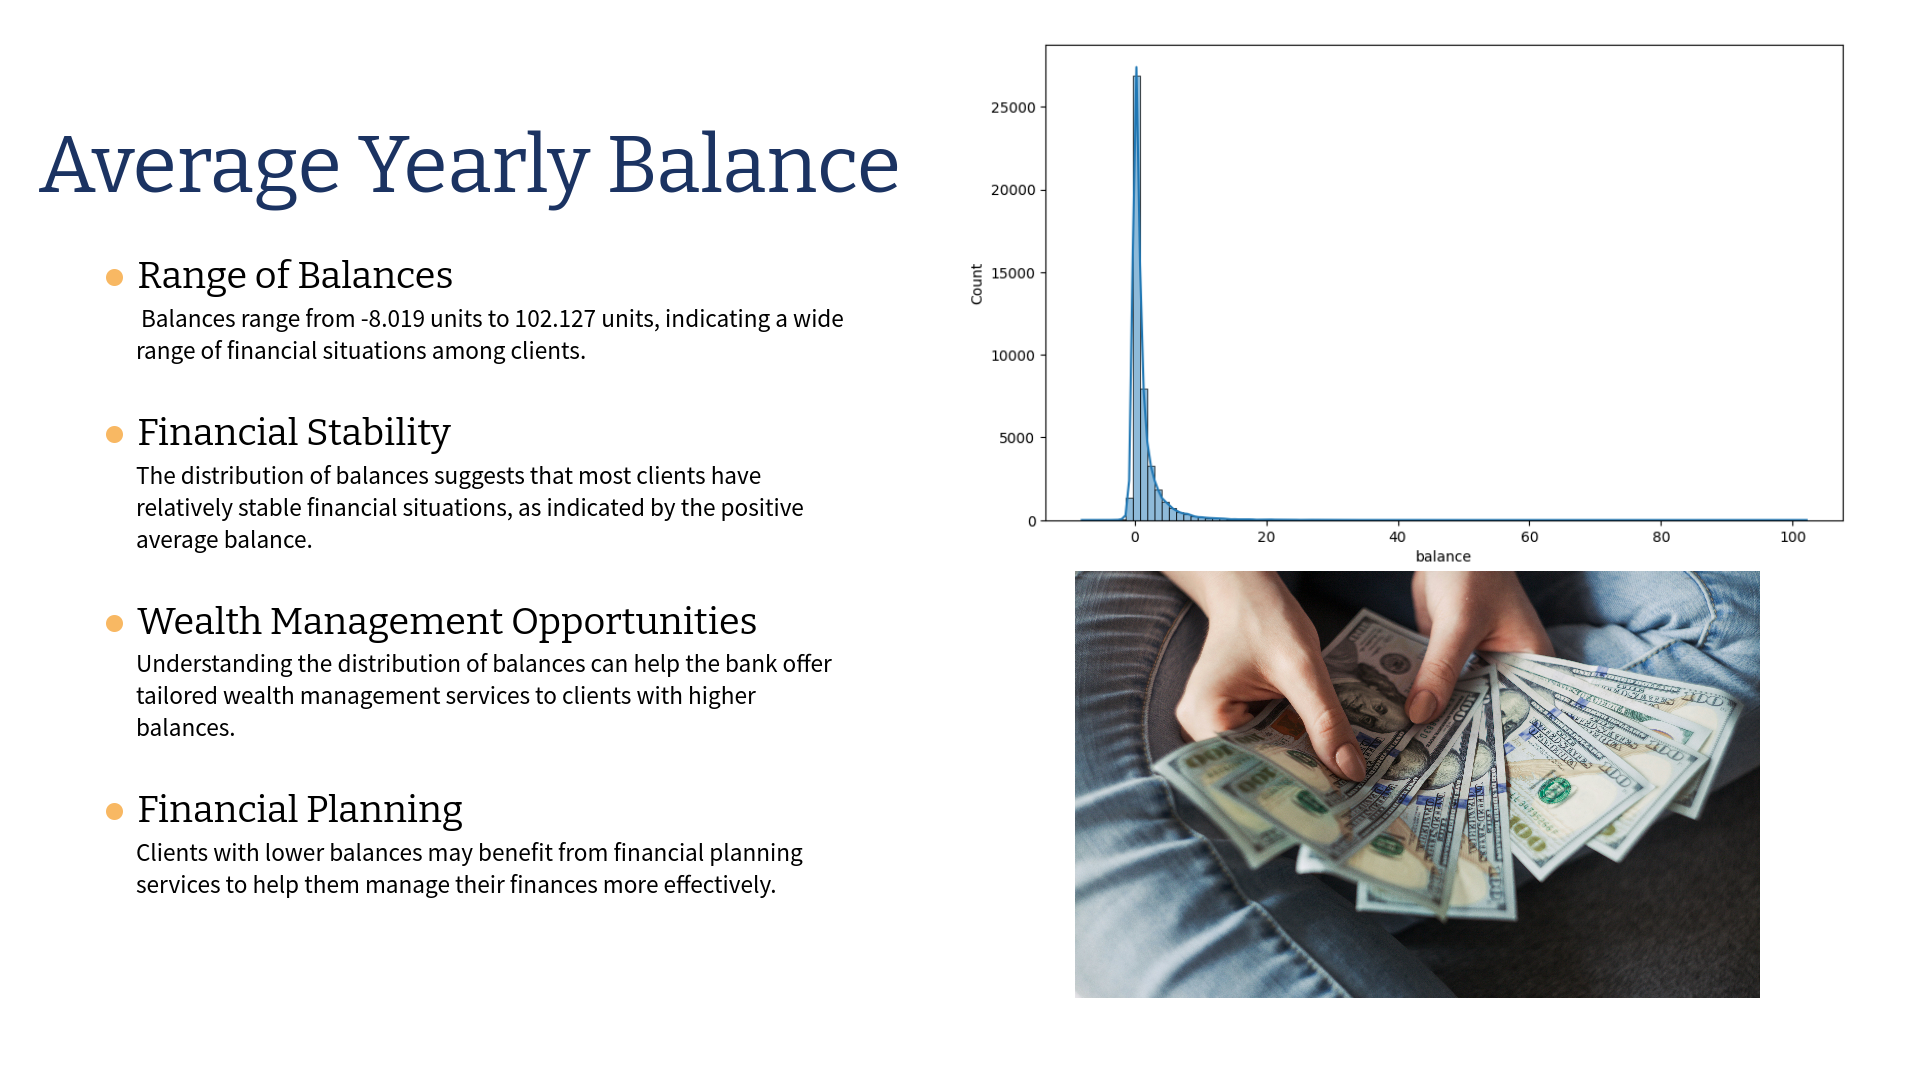 Average Yearly Balance
Range of Balances
Balances range from -8.019 units to 102.127 units, indicating a wide
range of financial situations among clients.
Financial Stability
The distribution of balances suggests that most clients have
relatively stable financial situations, as indicated by the positive
average balance.
Wealth Management Opportunities
Understanding the distribution of balances can help the bank offer
tailored wealth management services to clients with higher
balances.
Financial Planning
Clients with lower balances may benefit from financial planning
services to help them manage their finances more effectively.
25000
20000
15000
10000
5000
0
Count
0 20 40 60 80 100
balance
100
100
100
100